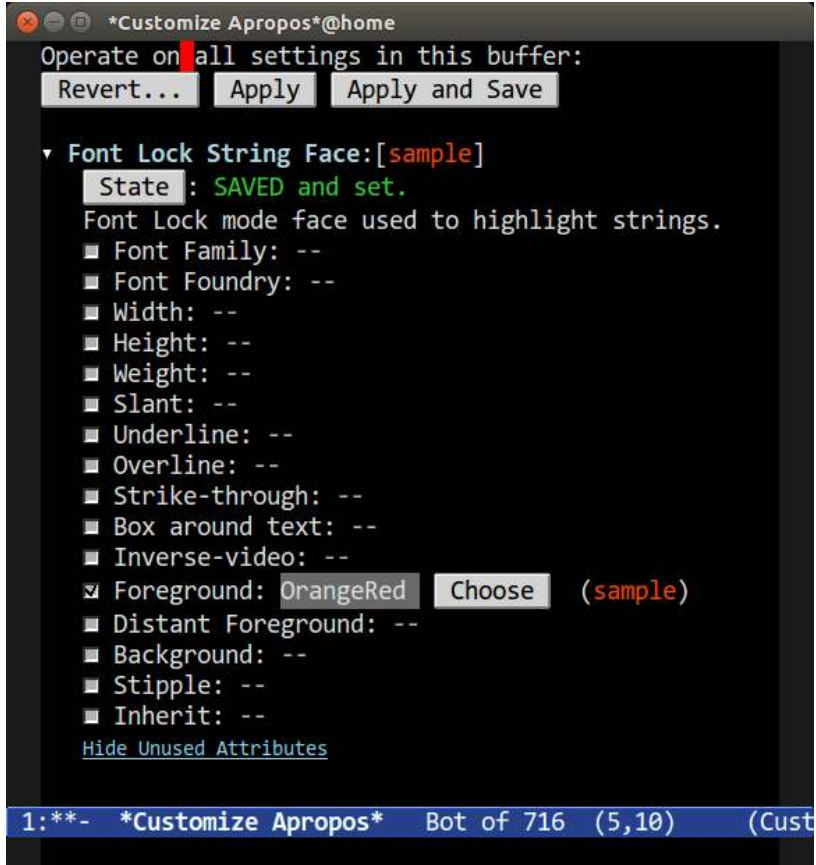 *Customize Apropos*@home
Operate on all settings in this buffer:
Revert... Apply Apply and Save
Font Lock String Face:[sample]
State : SAVED and set.
Font Lock mode face used to highlight strings.
Font Family: --
Font Foundry: --
Width: --
Height: --
Weight: --
Slant: --
Underline: --
Overline: --
Strike-through: --
Box around text: --
Inverse-video: --
Foreground: OrangeRed Choose (sample)
Distant Foreground: --
Background: --
Stipple: --
Inherit: --
Hide Unused Attributes
1:**- *Customize Apropos* Bot of 716 (5,10) (Cust